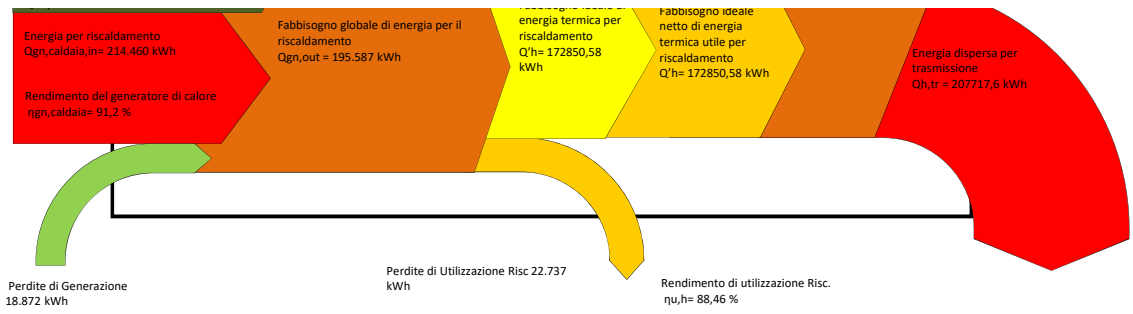 Energia per riscaldamento
Qgn,caldaia,in= 214.460 kWh
Rendimento del generatore di calore
ηgn,caldaia= 91,2 %
Fabbisogno globale di energia per il
riscaldamento
Qgn,out = 195.587 kWh
Fabbisogno ideale di
energia termica per
riscaldamento
Q'h= 172850,58
kWh
Fabbisogno ideale
netto di energia
termica utile per
riscaldamento
Q'h= 172850,58 kWh
Energia dispersa per
trasmissione
Qh,tr = 207717,6 kWh
Perdite di Generazione
18.872 kWh
Perdite di Utilizzazione Risc 22.737
kWh
Rendimento di utilizzazione Risc.
ηu,h= 88,46 %